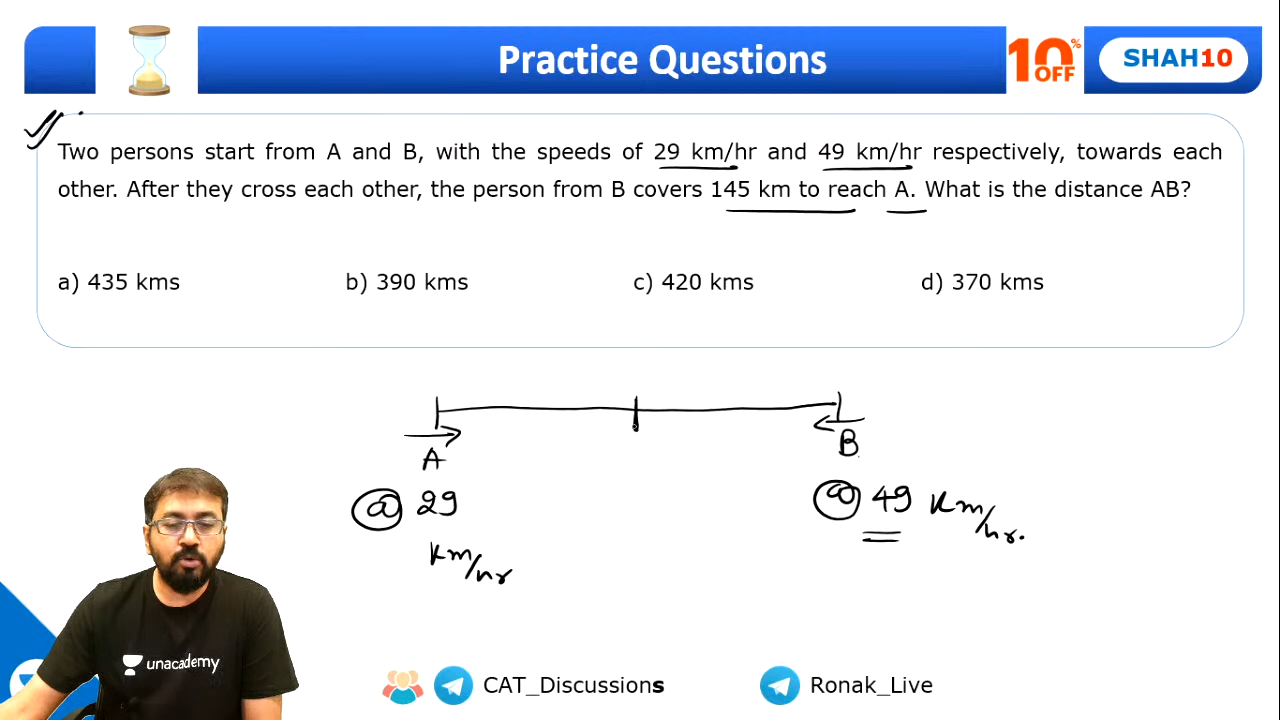 Practice Questions
10% OFF
SHAH10
Two persons start from A and B, with the speeds of 29 km/hr and 49 km/hr respectively, towards each
other. After they cross each other, the person from B covers 145 km to reach A. What is the distance AB?
a) 435 kms b) 390 kms c) 420 kms d) 370 kms
A B
@ 29 @ 49 km/hr.
km/hr
unacademy
CAT_Discussions Ronak_Live